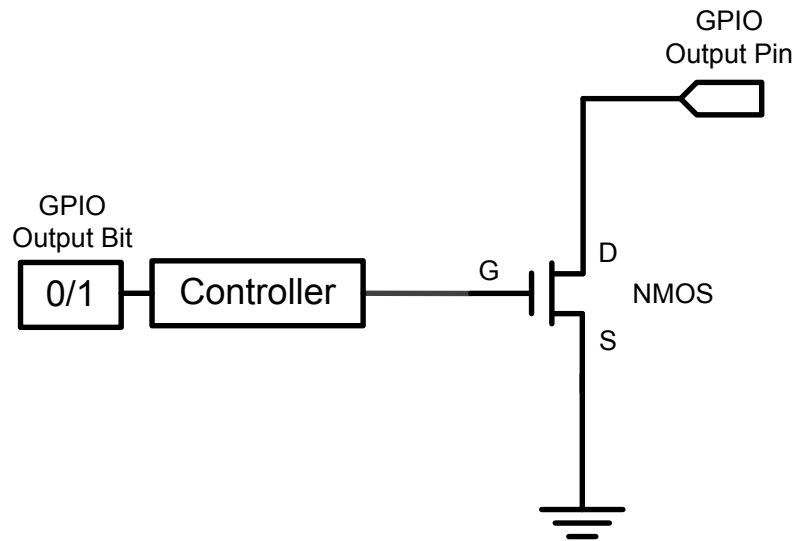 GPIO
Output Pin
GPIO
Output Bit
0/1
Controller
G
D
NMOS
S